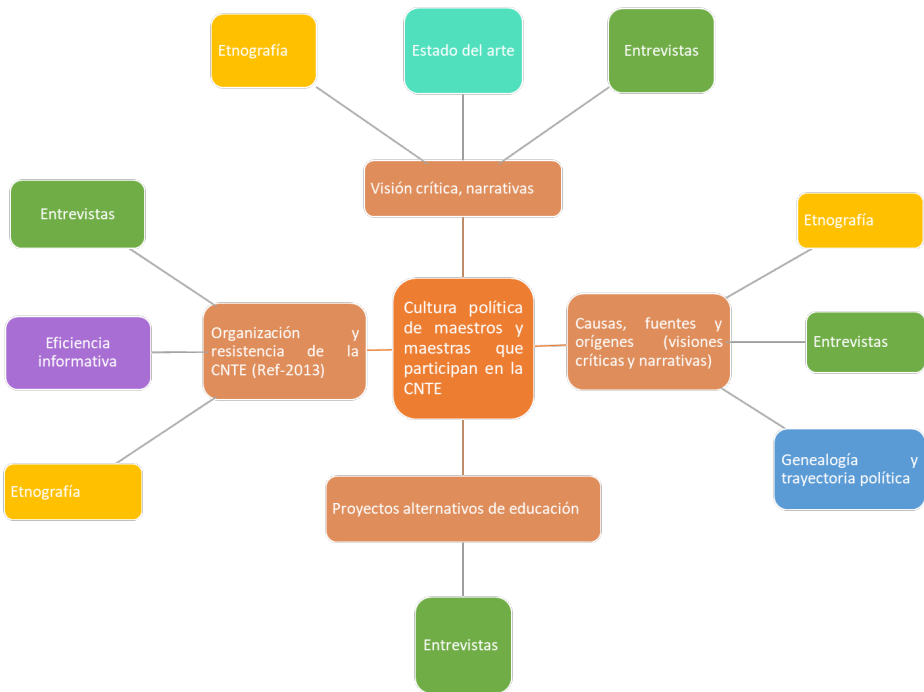 Etnografía
Estado del arte
Entrevistas
Visión crítica, narrativas
Entrevistas
Etnografía
Cultura política
de maestros y
maestras que
participan en la
CNTE
Organización y
resistencia de la
CNTE (Ref-2013)
Causas, fuentes y
orígenes (visiones
críticas y narrativas)
Eficiencia
informativa
Entrevistas
Genealogía y
trayectoria política
Etnografía
Proyectos alternativos de educación
Entrevistas